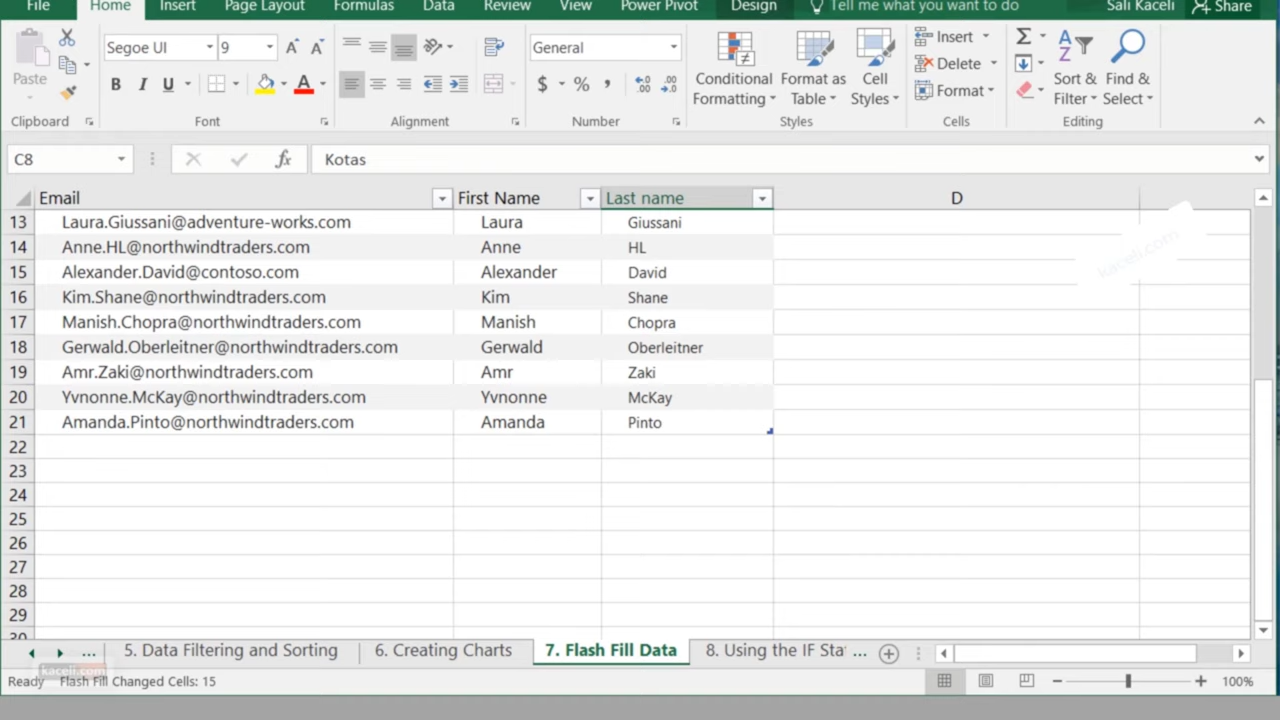 File Home Insert Page Layout Formulas Data Review View Power Pivot Design Tell me what you want to do Sali Kaceli Share
Paste
Segoe UI 9
B I U A
General
$ % ,
Conditional Formatting
Format as Table
Cell Styles
Insert
Delete
Format
Σ
Sort & Filter
Find & Select
Clipboard Font Alignment Number Styles Cells Editing
C8 fx Kotas
Email First Name Last name D
13 Laura.Giussani@adventure-works.com Laura Giussani
14 Anne.HL@northwindtraders.com Anne HL
15 Alexander.David@contoso.com Alexander David
16 Kim.Shane@northwindtraders.com Kim Shane
17 Manish.Chopra@northwindtraders.com Manish Chopra
18 Gerwald.Oberleitner@northwindtraders.com Gerwald Oberleitner
19 Amr.Zaki@northwindtraders.com Amr Zaki
20 Yvnonne.McKay@northwindtraders.com Yvnonne McKay
21 Amanda.Pinto@northwindtraders.com Amanda Pinto
22
23
24
25
26
27
28
29
30
kaceli.com
... 5. Data Filtering and Sorting 6. Creating Charts 7. Flash Fill Data 8. Using the IF Sta ...
kaceli.com
Ready Flash Fill Changed Cells: 15 100%